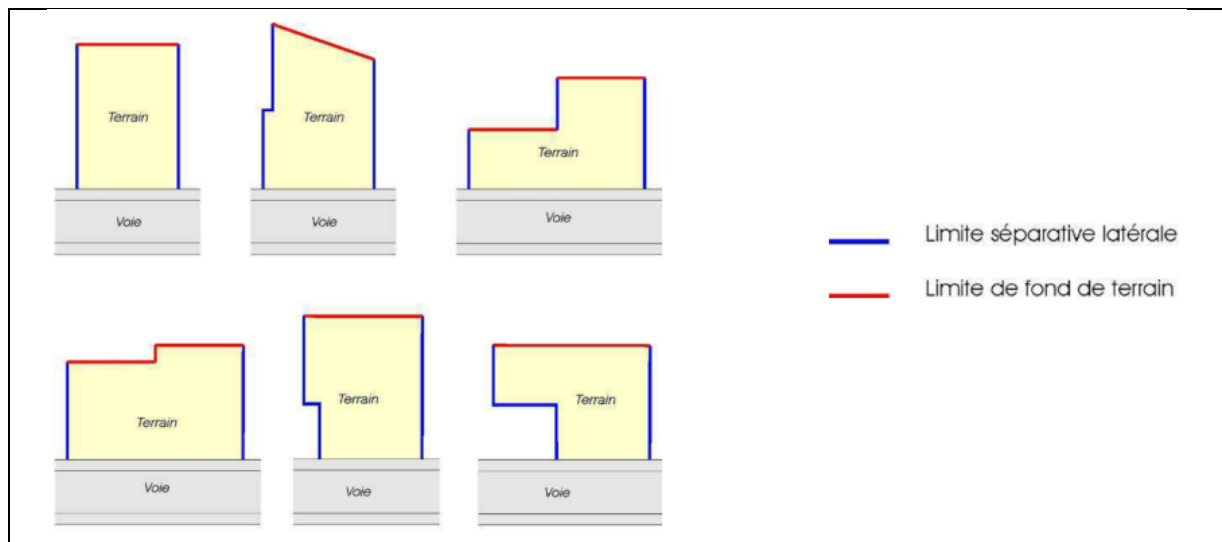 Terrain
Terrain
Terrain
Voie
Voie
Voie
Limite séparative latérale
Limite de fond de terrain
Terrain
Terrain
Terrain
Voie
Voie
Voie